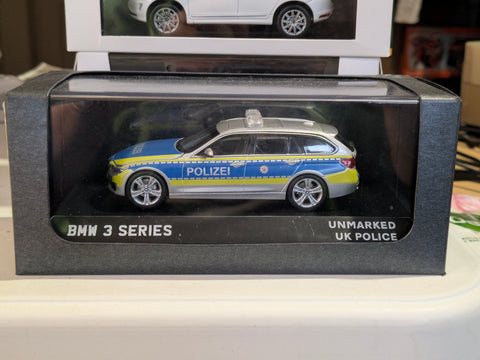 POLIZEI
BMW 3 SERIES
UNMARKED
UK POLICE